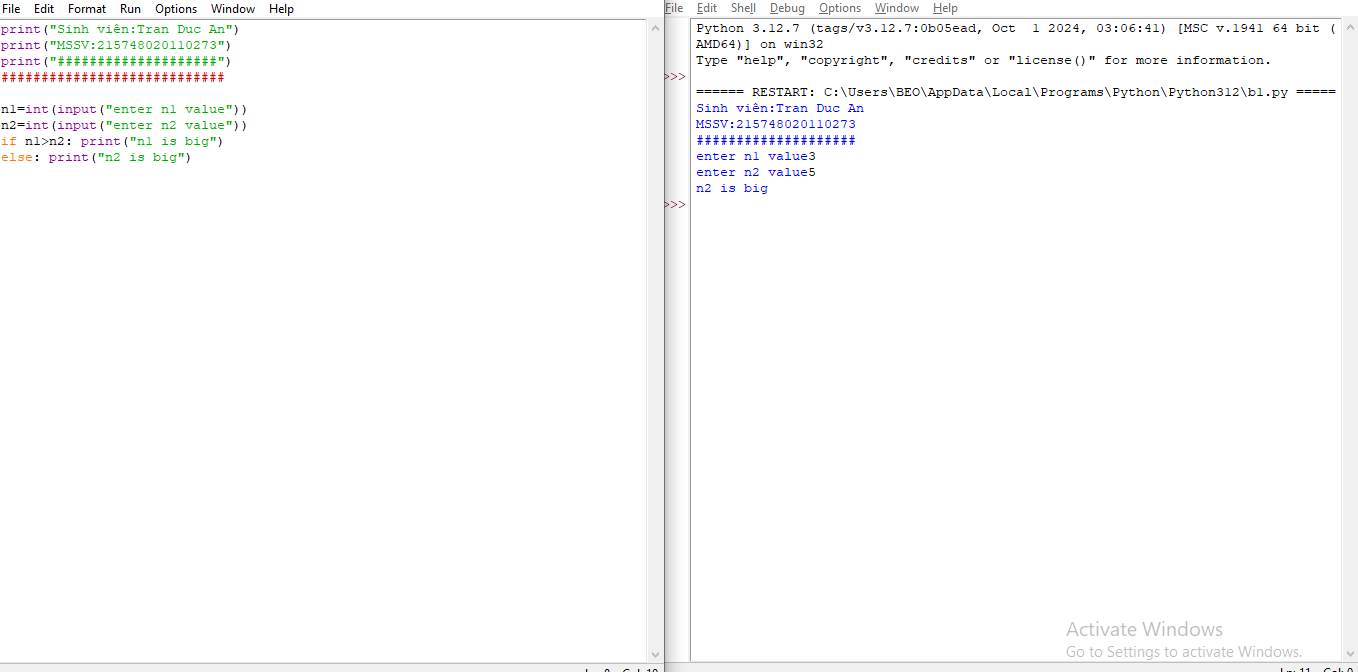 File Edit Format Run Options Window Help
print("Sinh viên:Tran Duc An")
print("MSSV:215748020110273")
print("####################")
############################
n1=int(input("enter n1 value"))
n2=int(input("enter n2 value"))
if n1>n2: print("n1 is big")
else: print("n2 is big")
File Edit Shell Debug Options Window Help
Python 3.12.7 (tags/v3.12.7:0b05ead, Oct  1 2024, 03:06:41) [MSC v.1941 64 bit (
AMD64)] on win32
Type "help", "copyright", "credits" or "license()" for more information.
>>>
====== RESTART: C:\Users\BEO\AppData\Local\Programs\Python\Python312\b1.py =====
Sinh viên:Tran Duc An
MSSV:215748020110273
####################
enter n1 value3
enter n2 value5
n2 is big
>>>
Activate Windows
Go to Settings to activate Windows.